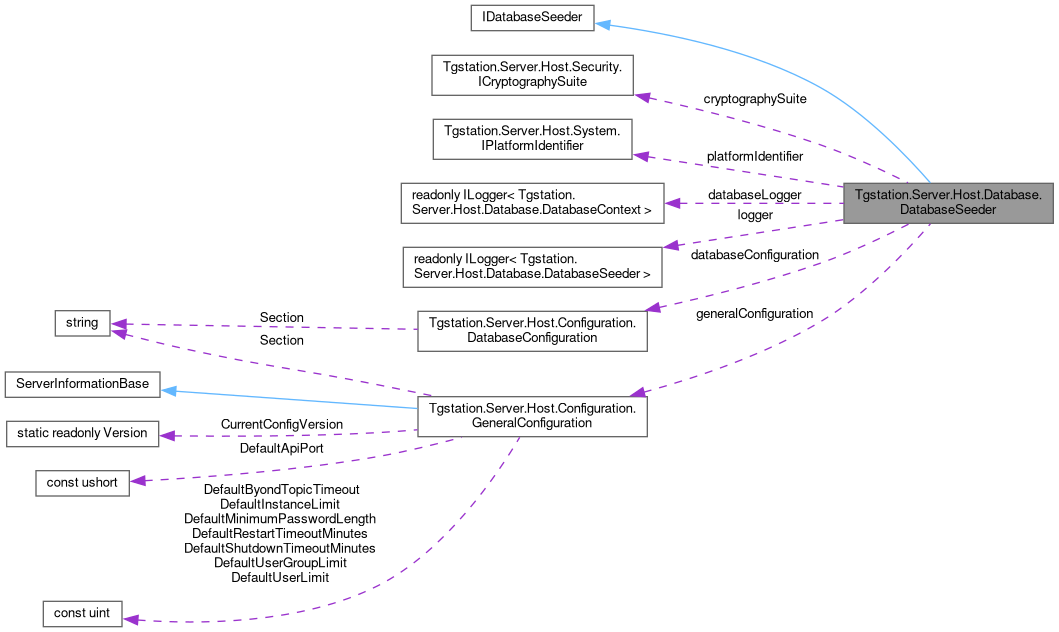 IDatabaseSeeder
Tgstation.Server.Host.Security.
ICryptographySuite
cryptographySuite
Tgstation.Server.Host.System.
IPlatformIdentifier
platformIdentifier
Tgstation.Server.Host.Database.
DatabaseSeeder
readonly ILogger< Tgstation.
Server.Host.Database.DatabaseContext >
databaseLogger
logger
readonly ILogger< Tgstation.
Server.Host.Database.DatabaseSeeder >
databaseConfiguration
string
Section
Section
Tgstation.Server.Host.Configuration.
DatabaseConfiguration
generalConfiguration
ServerInformationBase
Tgstation.Server.Host.Configuration.
GeneralConfiguration
static readonly Version
CurrentConfigVersion
DefaultApiPort
const ushort
DefaultByondTopicTimeout
DefaultInstanceLimit
DefaultMinimumPasswordLength
DefaultRestartTimeoutMinutes
DefaultShutdownTimeoutMinutes
DefaultUserGroupLimit
DefaultUserLimit
const uint